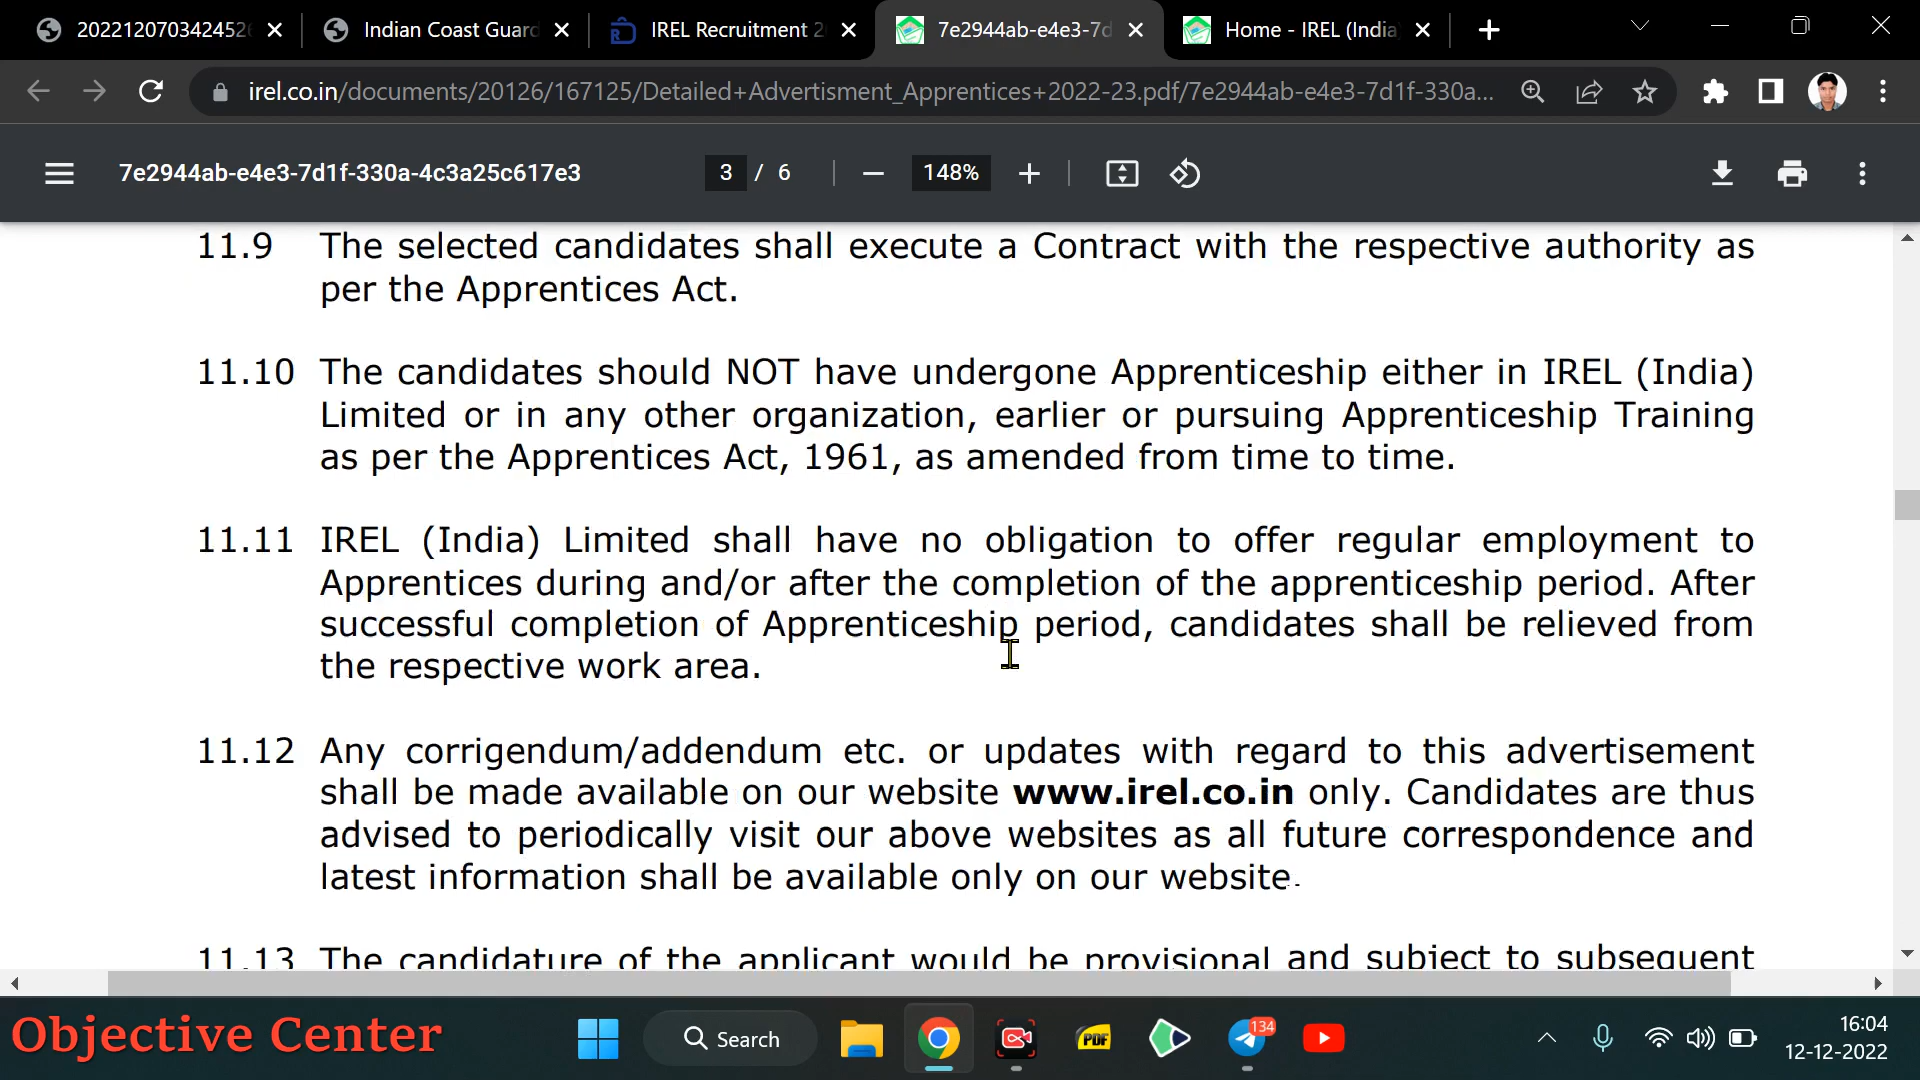 2022120703424526
Indian Coast Guard
IREL Recruitment 2
7e2944ab-e4e3-7d
Home - IREL (India
irel.co.in/documents/20126/167125/Detailed+Advertisment_Apprentices+2022-23.pdf/7e2944ab-e4e3-7d1f-330a...
7e2944ab-e4e3-7d1f-330a-4c3a25c617e3
3 / 6
148%
11.9 The selected candidates shall execute a Contract with the respective authority as
per the Apprentices Act.
11.10 The candidates should NOT have undergone Apprenticeship either in IREL (India)
Limited or in any other organization, earlier or pursuing Apprenticeship Training
as per the Apprentices Act, 1961, as amended from time to time.
11.11 IREL (India) Limited shall have no obligation to offer regular employment to
Apprentices during and/or after the completion of the apprenticeship period. After
successful completion of Apprenticeship period, candidates shall be relieved from
the respective work area.
11.12 Any corrigendum/addendum etc. or updates with regard to this advertisement
shall be made available on our website www.irel.co.in only. Candidates are thus
advised to periodically visit our above websites as all future correspondence and
latest information shall be available only on our website.
11.13 The candidature of the applicant would be provisional and subject to subsequent
Objective Center
Search
PDF
134
16:04
12-12-2022